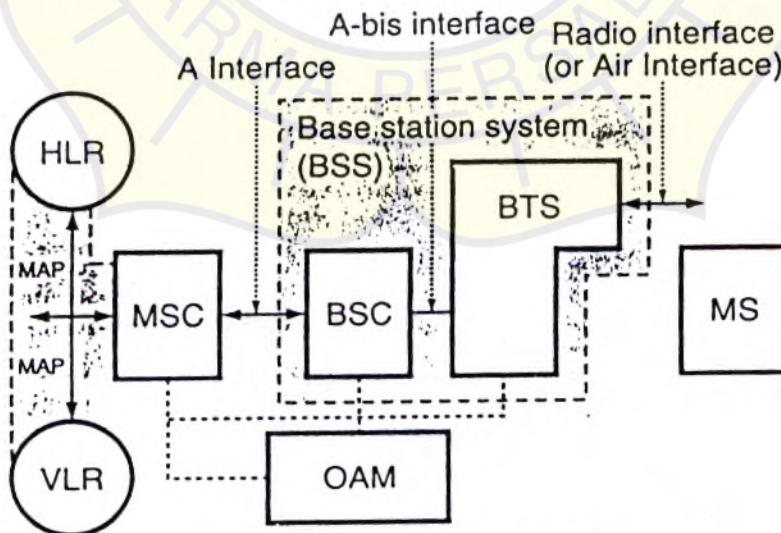 A-bis interface
Radio interface
(or Air Interface)
A Interface
Base station system
(BSS)
HLR
BTS
MAP
MSC
BSC
MS
MAP
VLR
OAM